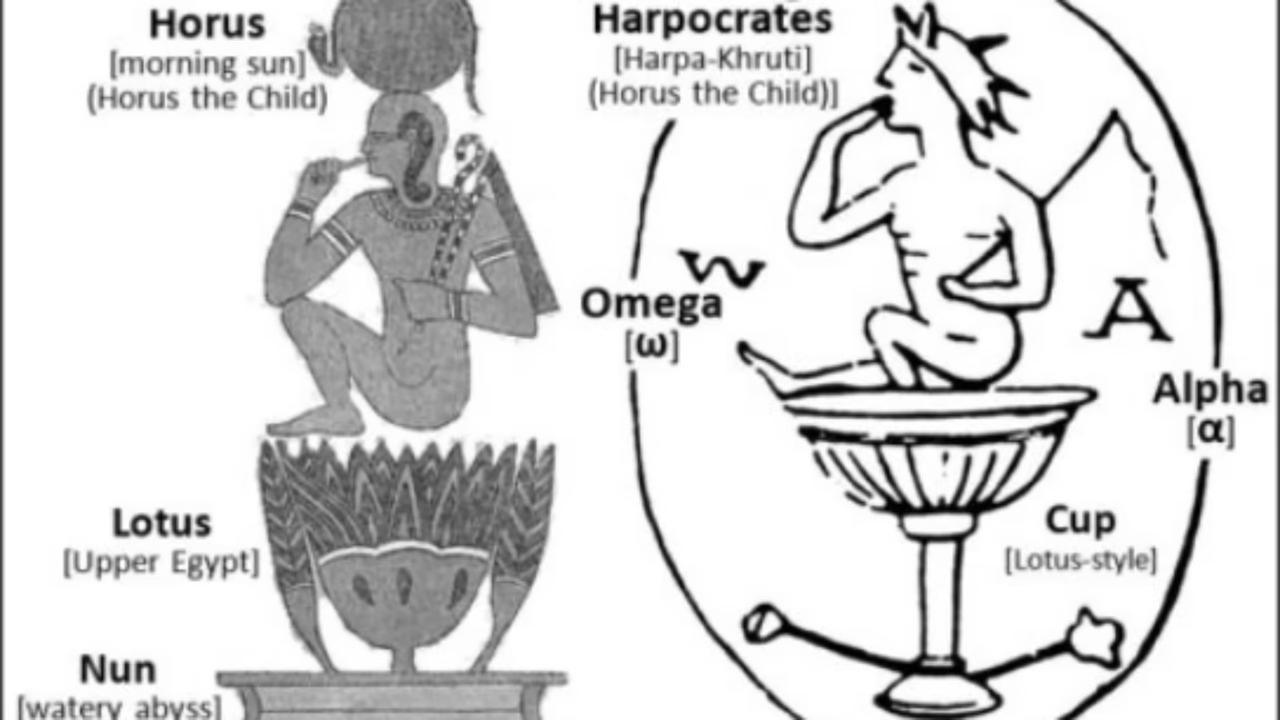 Horus
[morning sun]
(Horus the Child)
Lotus
[Upper Egypt]
Nun
[watery abyss]
Harpocrates
[Harpa-Khruti]
(Horus the Child)]
ω
Omega
[ω]
A
Alpha
[α]
Cup
[Lotus-style]